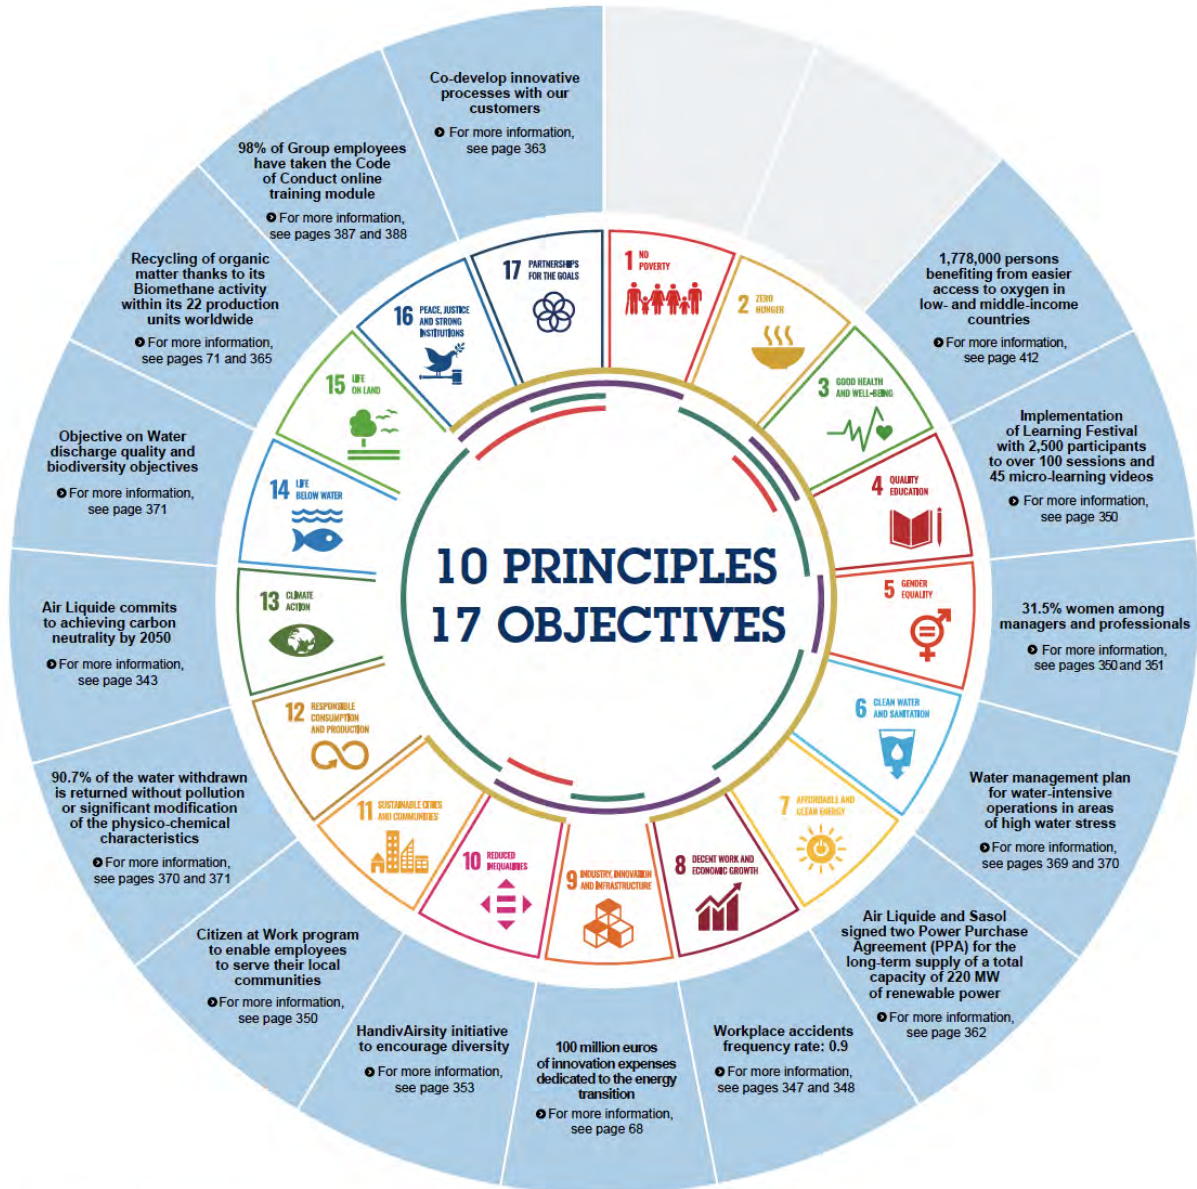 10 PRINCIPLES
17 OBJECTIVES
1 NO
POVERTY
2 ZERO
HUNGER
3 GOOD HEALTH
AND WELL-BEING
1,778,000 persons
benefiting from easier
access to oxygen in
low- and middle-income
countries
For more information,
see page 412
4 QUALITY
EDUCATION
Implementation
of Learning Festival
with 2,500 participants
to over 100 sessions and
45 micro-learning videos
For more information,
see page 350
5 GENDER
EQUALITY
31.5% women among
managers and professionals
For more information,
see pages 350 and 351
6 CLEAN WATER
AND SANITATION
Water management plan
for water-intensive
operations in areas
of high water stress
For more information,
see pages 369 and 370
7 AFFORDABLE AND
CLEAN ENERGY
Air Liquide and Sasol
signed two Power Purchase
Agreement (PPA) for the
long-term supply of a total
capacity of 220 MW
of renewable power
For more information,
see page 362
8 DECENT WORK AND
ECONOMIC GROWTH
Workplace accidents
frequency rate: 0.9
For more information,
see pages 347 and 348
9 INDUSTRY, INNOVATION
AND INFRASTRUCTURE
100 million euros
of innovation expenses
dedicated to the energy
transition
For more information,
see page 68
10 REDUCED
INEQUALITIES
HandivAirsity initiative
to encourage diversity
For more information,
see page 353
11 SUSTAINABLE CITIES
AND COMMUNITIES
Citizen at Work program
to enable employees
to serve their local
communities
For more information,
see page 350
12 RESPONSIBLE
CONSUMPTION
AND PRODUCTION
90.7% of the water withdrawn
is returned without pollution
or significant modification
of the physico-chemical
characteristics
For more information,
see pages 370 and 371
13 CLIMATE
ACTION
Air Liquide commits
to achieving carbon
neutrality by 2050
For more information,
see page 343
14 LIFE
BELOW WATER
Objective on Water
discharge quality and
biodiversity objectives
For more information,
see page 371
15 LIFE
ON LAND
Recycling of organic
matter thanks to its
Biomethane activity
within its 22 production
units worldwide
For more information,
see pages 71 and 365
16 PEACE, JUSTICE
AND STRONG
INSTITUTIONS
98% of Group employees
have taken the Code
of Conduct online
training module
For more information,
see pages 387 and 388
17 PARTNERSHIPS
FOR THE GOALS
Co-develop innovative
processes with our
customers
For more information,
see page 363